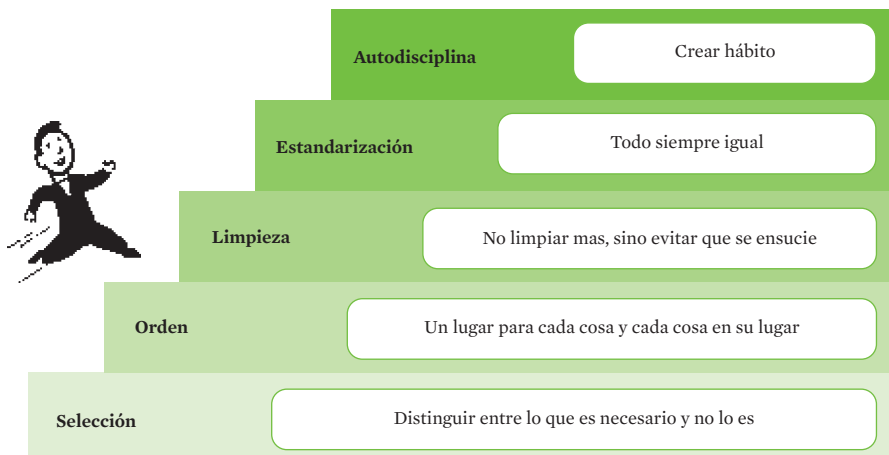 Autodisciplina
Crear hábito
Estandarización
Todo siempre igual
Limpieza
No limpiar mas, sino evitar que se ensucie
Orden
Un lugar para cada cosa y cada cosa en su lugar
Selección
Distinguir entre lo que es necesario y no lo es